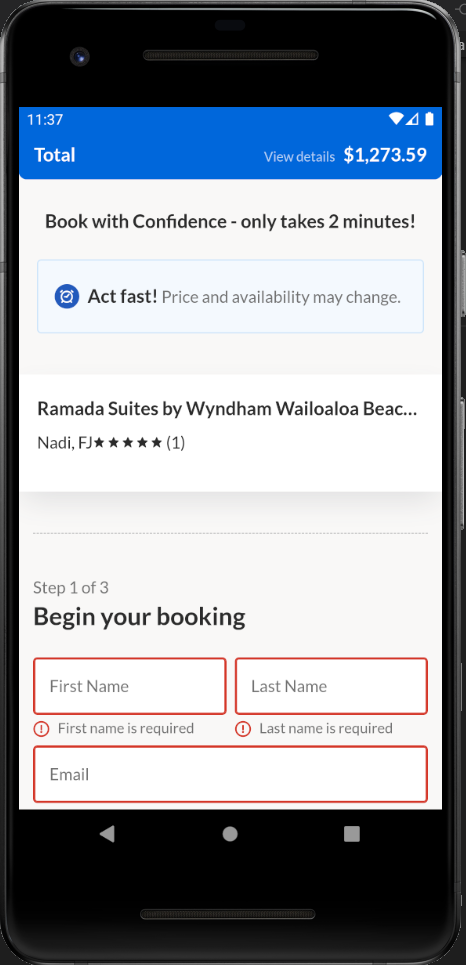 11:37
Total View details $1,273.59
Book with Confidence - only takes 2 minutes!
Act fast! Price and availability may change.
Ramada Suites by Wyndham Wailoaloa Beac...
Nadi, FJ★★★★★ (1)
Step 1 of 3
Begin your booking
First Name Last Name
First name is required Last name is required
Email